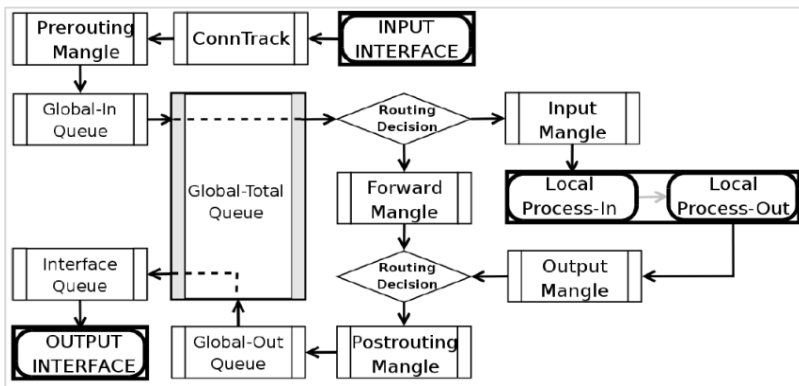 Prerouting
Mangle
ConnTrack
INPUT
INTERFACE
Global-In
Queue
Global-Total
Queue
Routing
Decision
Input
Mangle
Forward
Mangle
Local
Process-In
Local
Process-Out
Interface
Queue
Routing
Decision
Output
Mangle
OUTPUT
INTERFACE
Global-Out
Queue
Postrouting
Mangle